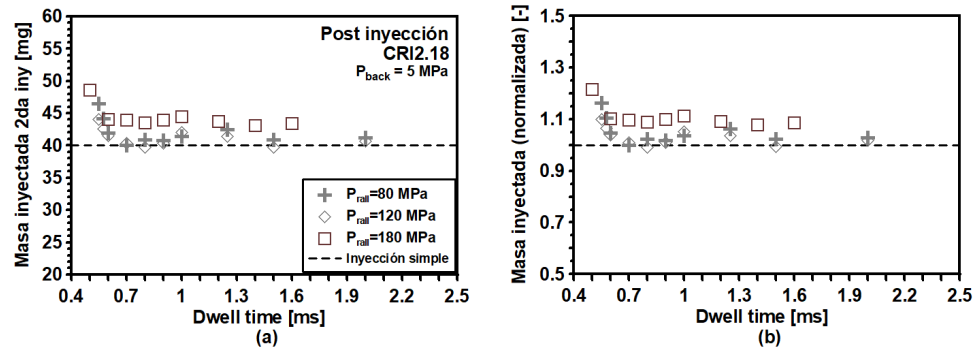 60
50
45
40
35
30
25
20
Masa inyectada 2da iny [mg]
Post inyección
CRI2.18
Pback = 5 MPa
Prail=80 MPa
Prail=120 MPa
Prail=180 MPa
Inyección simple
0.4 0.7 1 1.3 1.6 1.9 2.2 2.5
Dwell time [ms]
(a)
1.5
1.3
1.1
0.9
0.7
0.5
Masa inyectada (normalizada) [-]
0.4 0.7 1 1.3 1.6 1.9 2.2 2.5
Dwell time [ms]
(b)